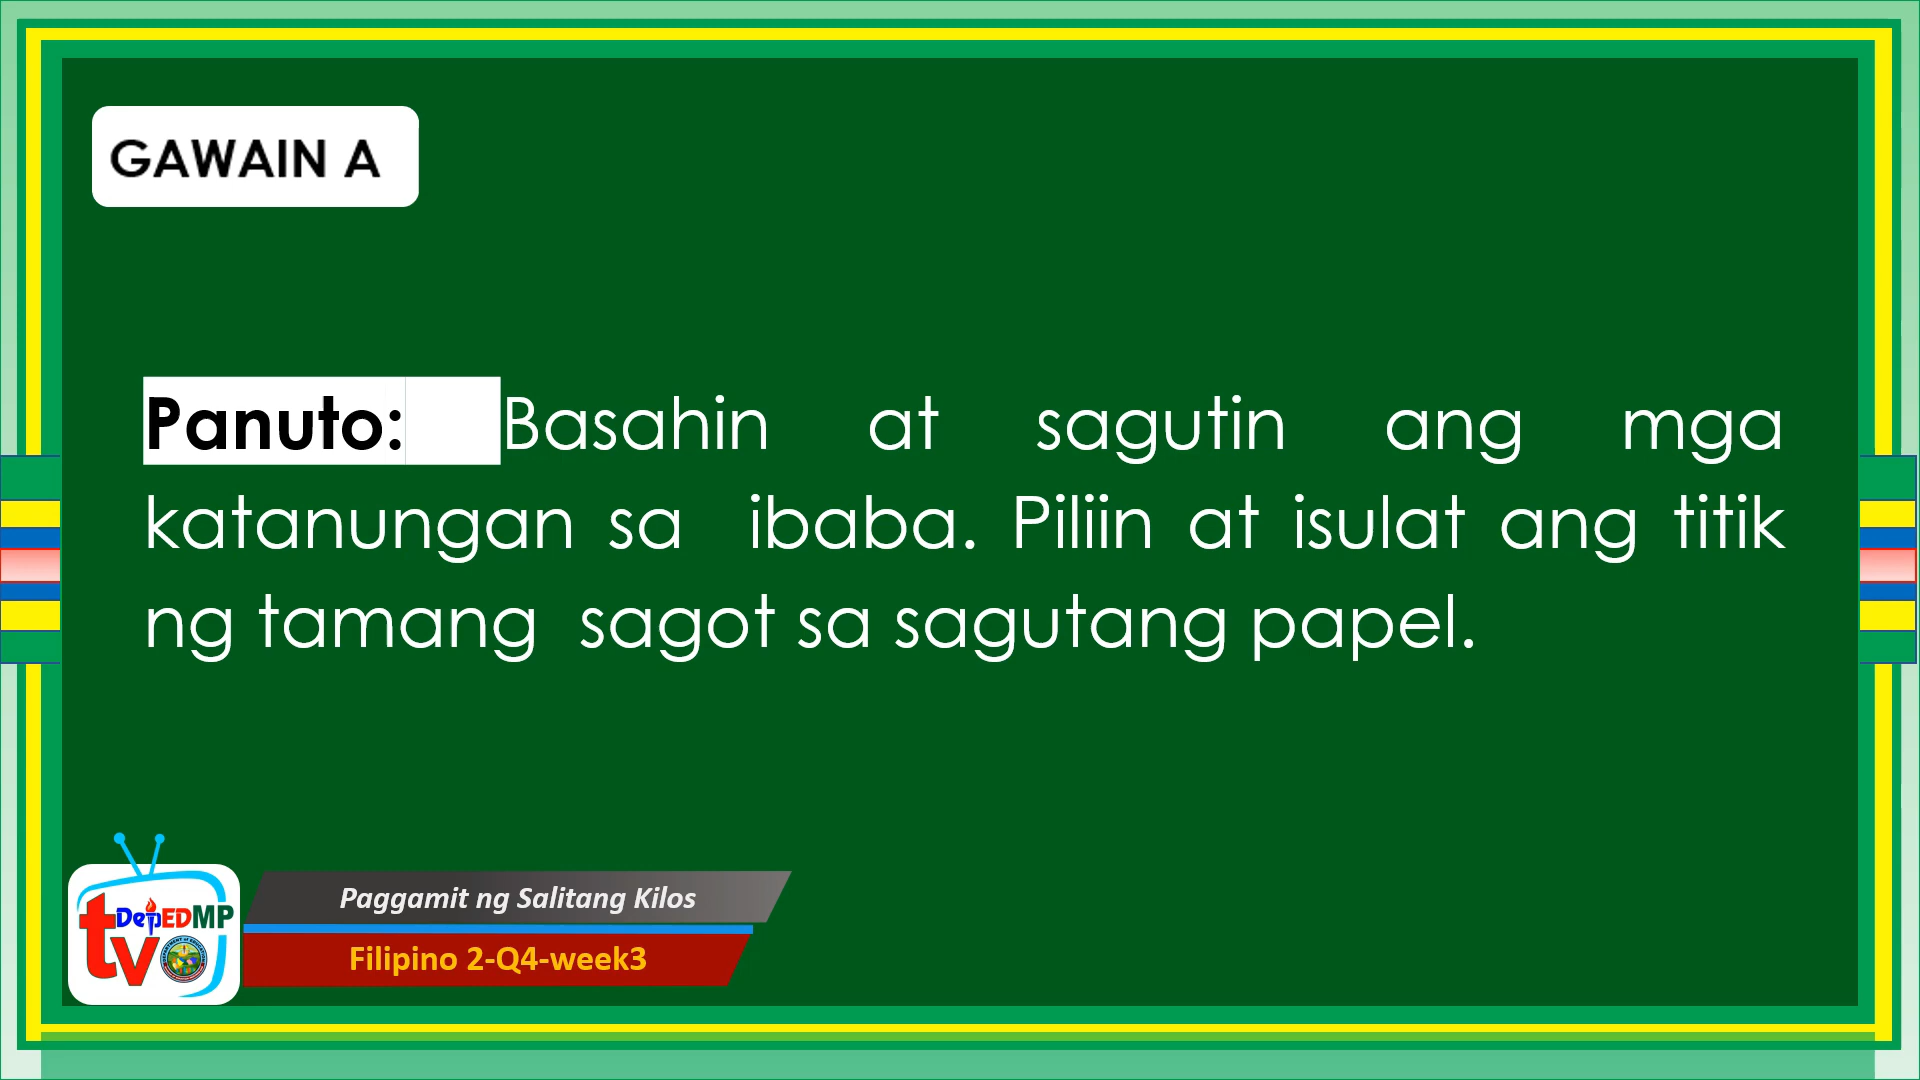 GAWAIN A
Panuto: Basahin at sagutin ang mga
katanungan sa ibaba. Piliin at isulat ang titik
ng tamang sagot sa sagutang papel.
Paggamit ng Salitang Kilos
DepEDMP
tv
Filipino 2-Q4-week3